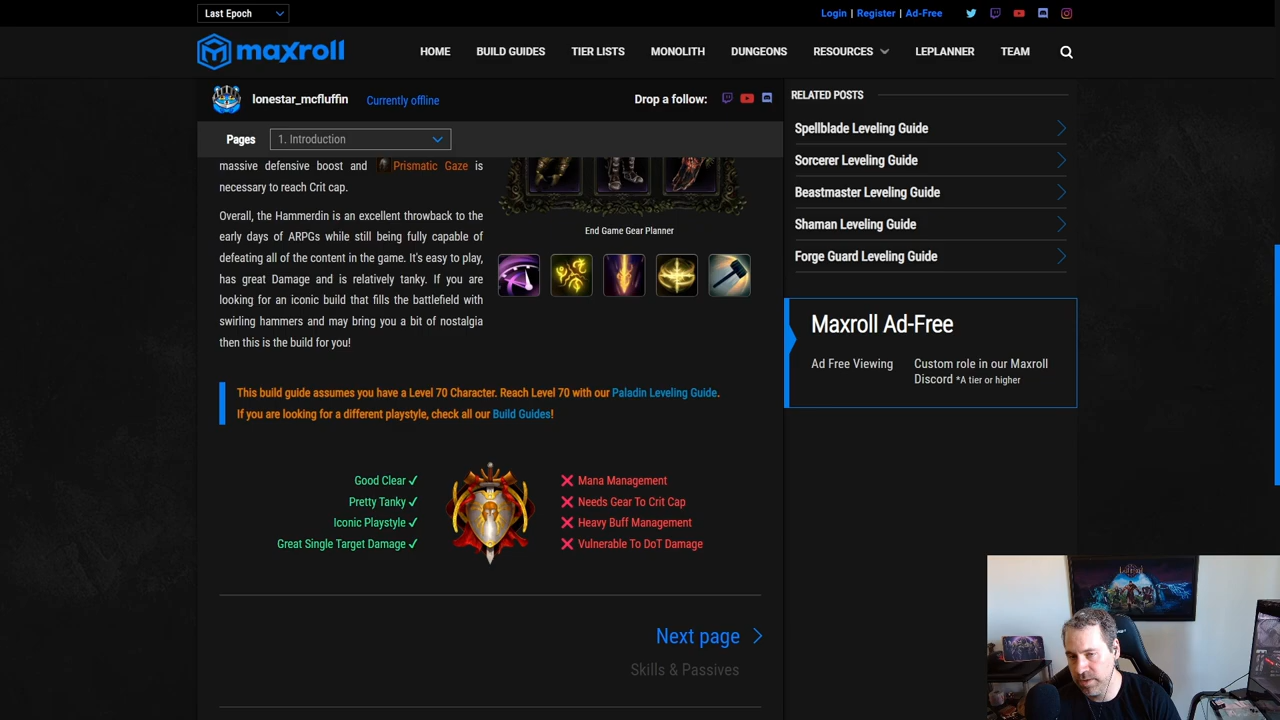 Last Epoch
Login | Register | Ad-Free
maxroll
HOME BUILD GUIDES TIER LISTS MONOLITH DUNGEONS RESOURCES LEPLANNER TEAM
lonestar_mcfluffin Currently offline Drop a follow:
Pages 1. Introduction
massive defensive boost and Prismatic Gaze is
necessary to reach Crit cap.
Overall, the Hammerdin is an excellent throwback to the
early days of ARPGs while still being fully capable of
defeating all of the content in the game. It's easy to play,
has great Damage and is relatively tanky. If you are
looking for an iconic build that fills the battlefield with
swirling hammers and may bring you a bit of nostalgia
then this is the build for you!
End Game Gear Planner
This build guide assumes you have a Level 70 Character. Reach Level 70 with our Paladin Leveling Guide.
If you are looking for a different playstyle, check all our Build Guides!
Good Clear ✓
Pretty Tanky ✓
Iconic Playstyle ✓
Great Single Target Damage ✓
Mana Management
Needs Gear To Crit Cap
Heavy Buff Management
Vulnerable To DoT Damage
Next page
Skills & Passives
RELATED POSTS
Spellblade Leveling Guide
Sorcerer Leveling Guide
Beastmaster Leveling Guide
Shaman Leveling Guide
Forge Guard Leveling Guide
Maxroll Ad-Free
Ad Free Viewing
Custom role in our Maxroll
Discord *A tier or higher